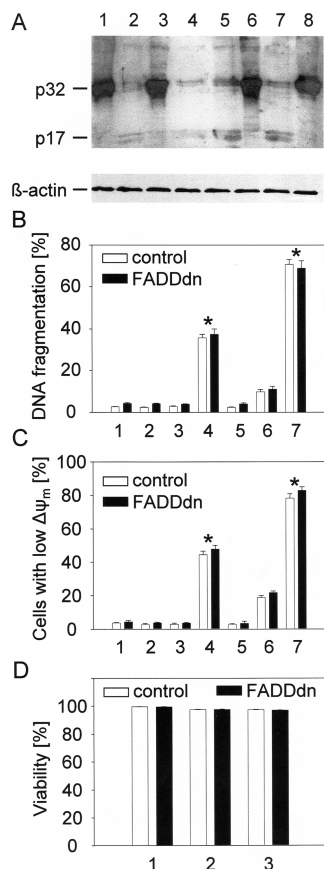 A
1 2 3 4 5 6 7 8
p32
p17
ß-actin
B
DNA fragmentation [%]
80
60
40
20
0
control
FADDdn
*
*
1 2 3 4 5 6 7
C
Cells with low Δψm [%]
100
80
60
40
20
0
control
FADDdn
*
*
1 2 3 4 5 6 7
D
Viability [%]
120
100
80
60
40
20
0
control FADDdn
1 2 3